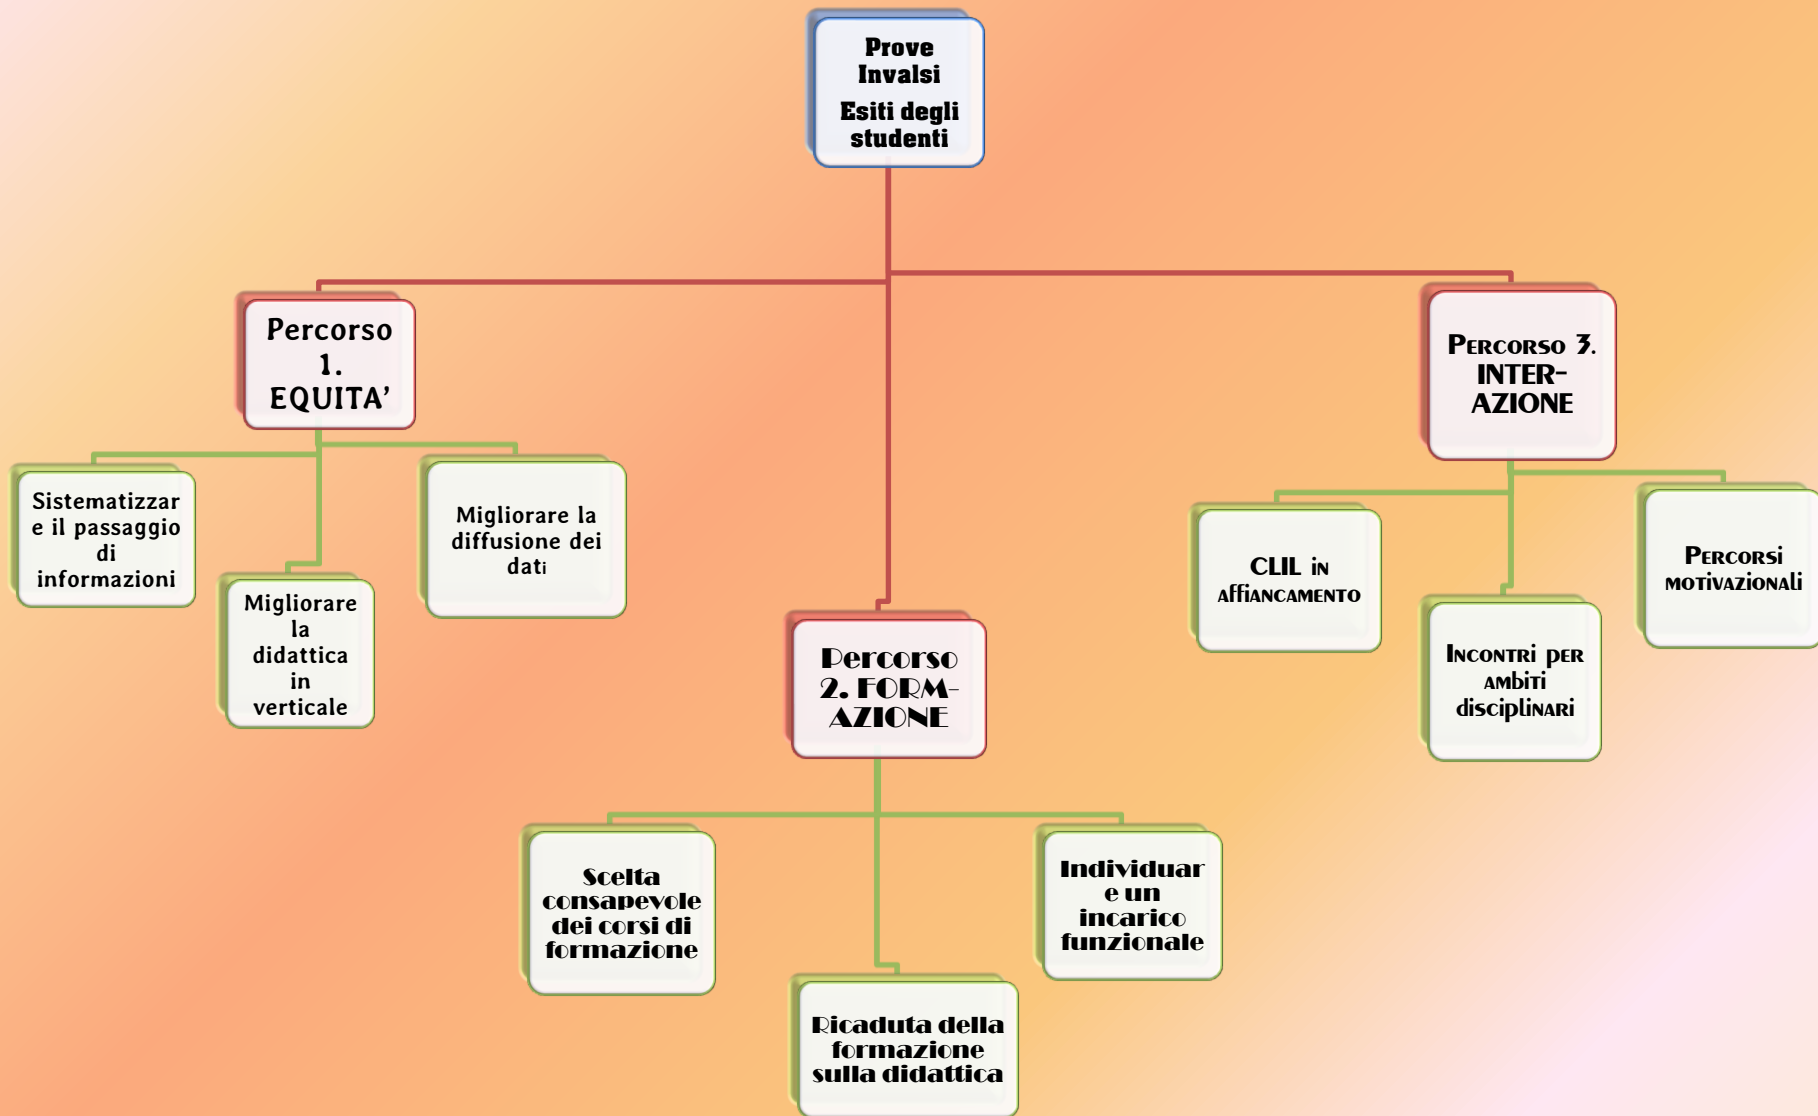 Prove
Invalsi
Esiti degli
studenti
Percorso
1.
EQUITA’
Sistematizzar
e il passaggio
di
informazioni
Migliorare
la
didattica
in
verticale
Migliorare la
diffusione dei
dati
Percorso
2. FORM-
AZIONE
Scelta
consapevole
dei corsi di
formazione
Ricaduta della
formazione
sulla didattica
Individuar
e un
incarico
funzionale
Percorso 3.
INTER-
AZIONE
CLIL in
affiancamento
Incontri per
ambiti
disciplinari
Percorsi
motivazionali